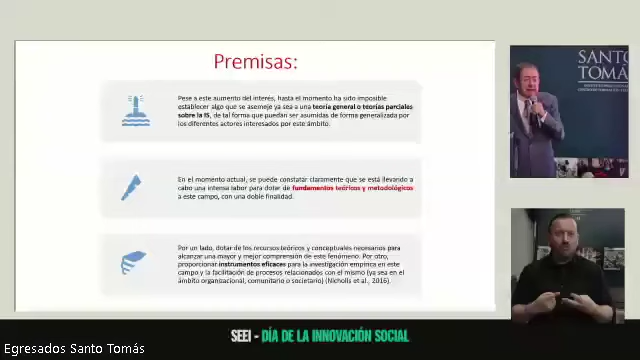 Premisas:
Pese a este aumento del interés, hasta el momento ha sido imposible
establecer algo que se asemeje ya sea a una teoría general o teorías parciales
sobre la IS, de tal forma que puedan ser asumidas de forma generalizada por
los diferentes actores interesados por este ámbito.
En el momento actual, se puede constatar claramente que se está llevando a
cabo una intensa labor para dotar de fundamentos teóricos y metodológicos
a este campo, con una doble finalidad.
Por un lado, dotar de los recursos teóricos y conceptuales necesarios para
alcanzar una mayor y mejor comprensión de este fenómeno. Por otro,
proporcionar instrumentos eficaces para la investigación empírica en este
campo y la facilitación de procesos relacionados con el mismo (ya sea en el
ámbito organizacional, comunitario o societario) (Nicholls et al., 2016).
SANTO
TOMÁS
SEEI - DÍA DE LA INNOVACIÓN SOCIAL
Egresados Santo Tomás